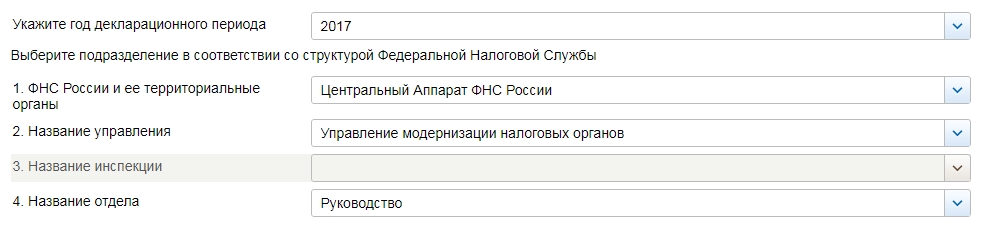 Укажите год декларационного периода 2017
Выберите подразделение в соответствии со структурой Федеральной Налоговой Службы
1. ФНС России и ее территориальные Центральный Аппарат ФНС России
органы
2. Название управления Управление модернизации налоговых органов
3. Название инспекции
4. Название отдела Руководство